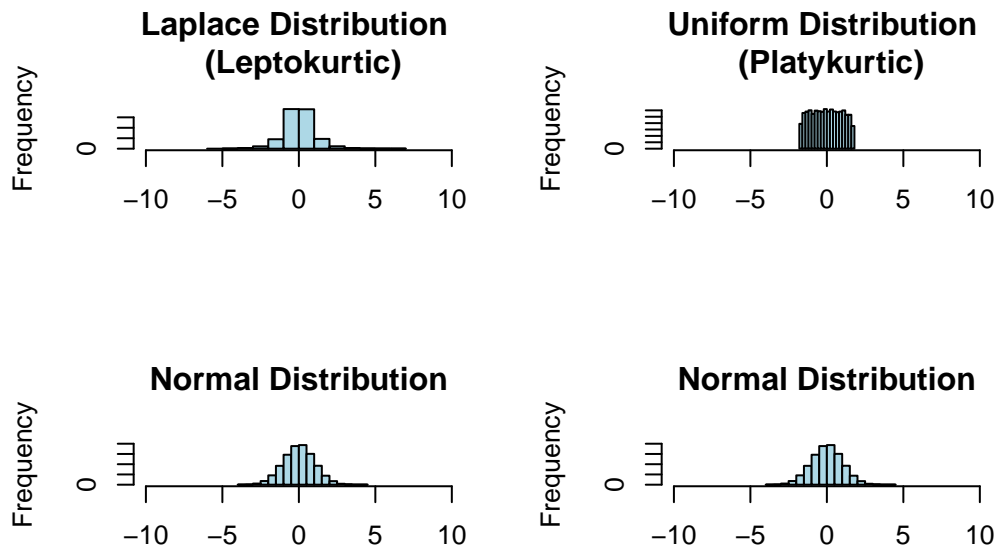 Laplace Distribution
(Leptokurtic)
Frequency
0
−10 −5 0 5 10
Uniform Distribution
(Platykurtic)
Frequency
0
−10 −5 0 5 10
Normal Distribution
Frequency
0
−10 −5 0 5 10
Normal Distribution
Frequency
0
−10 −5 0 5 10